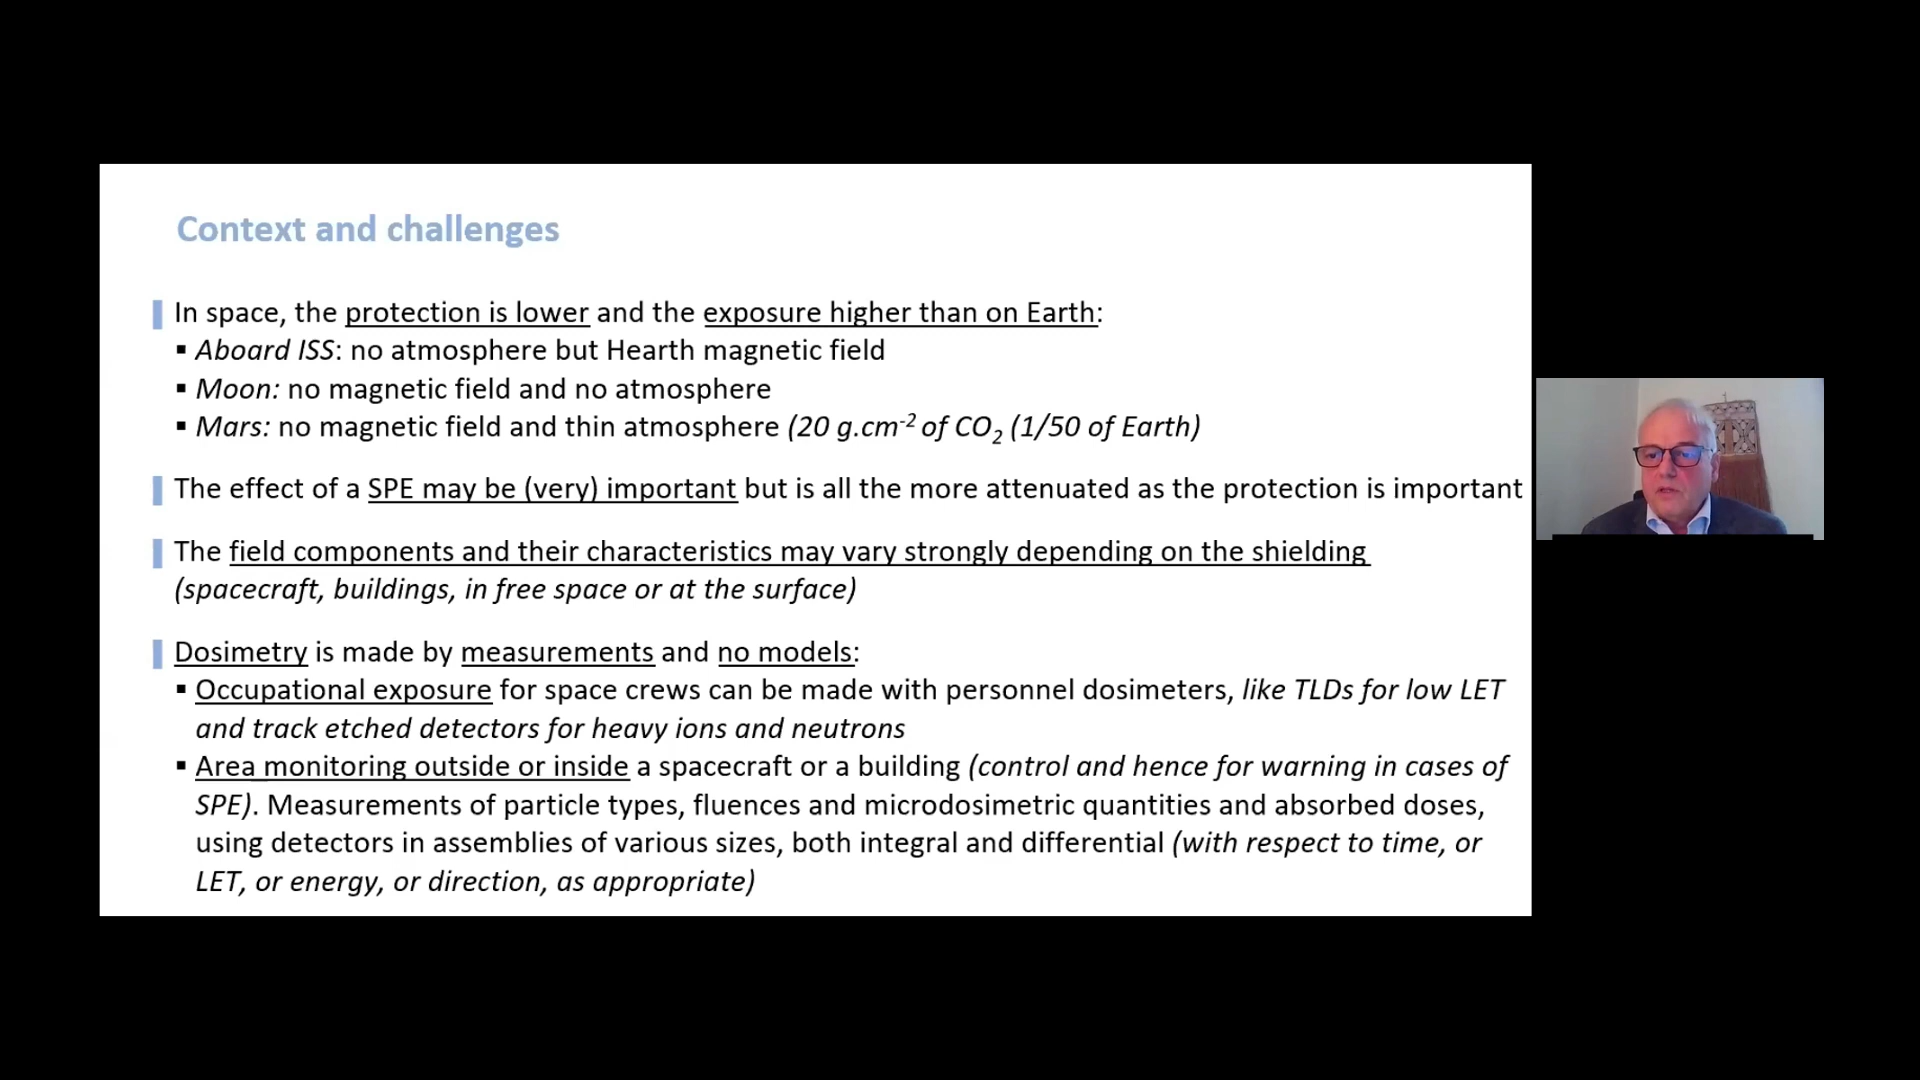 Context and challenges
In space, the protection is lower and the exposure higher than on Earth:
▪ Aboard ISS: no atmosphere but Hearth magnetic field
▪ Moon: no magnetic field and no atmosphere
▪ Mars: no magnetic field and thin atmosphere (20 g.cm-2 of CO2 (1/50 of Earth)
The effect of a SPE may be (very) important but is all the more attenuated as the protection is important
The field components and their characteristics may vary strongly depending on the shielding
(spacecraft, buildings, in free space or at the surface)
Dosimetry is made by measurements and no models:
▪ Occupational exposure for space crews can be made with personnel dosimeters, like TLDs for low LET
and track etched detectors for heavy ions and neutrons
▪ Area monitoring outside or inside a spacecraft or a building (control and hence for warning in cases of
SPE). Measurements of particle types, fluences and microdosimetric quantities and absorbed doses,
using detectors in assemblies of various sizes, both integral and differential (with respect to time, or
LET, or energy, or direction, as appropriate)